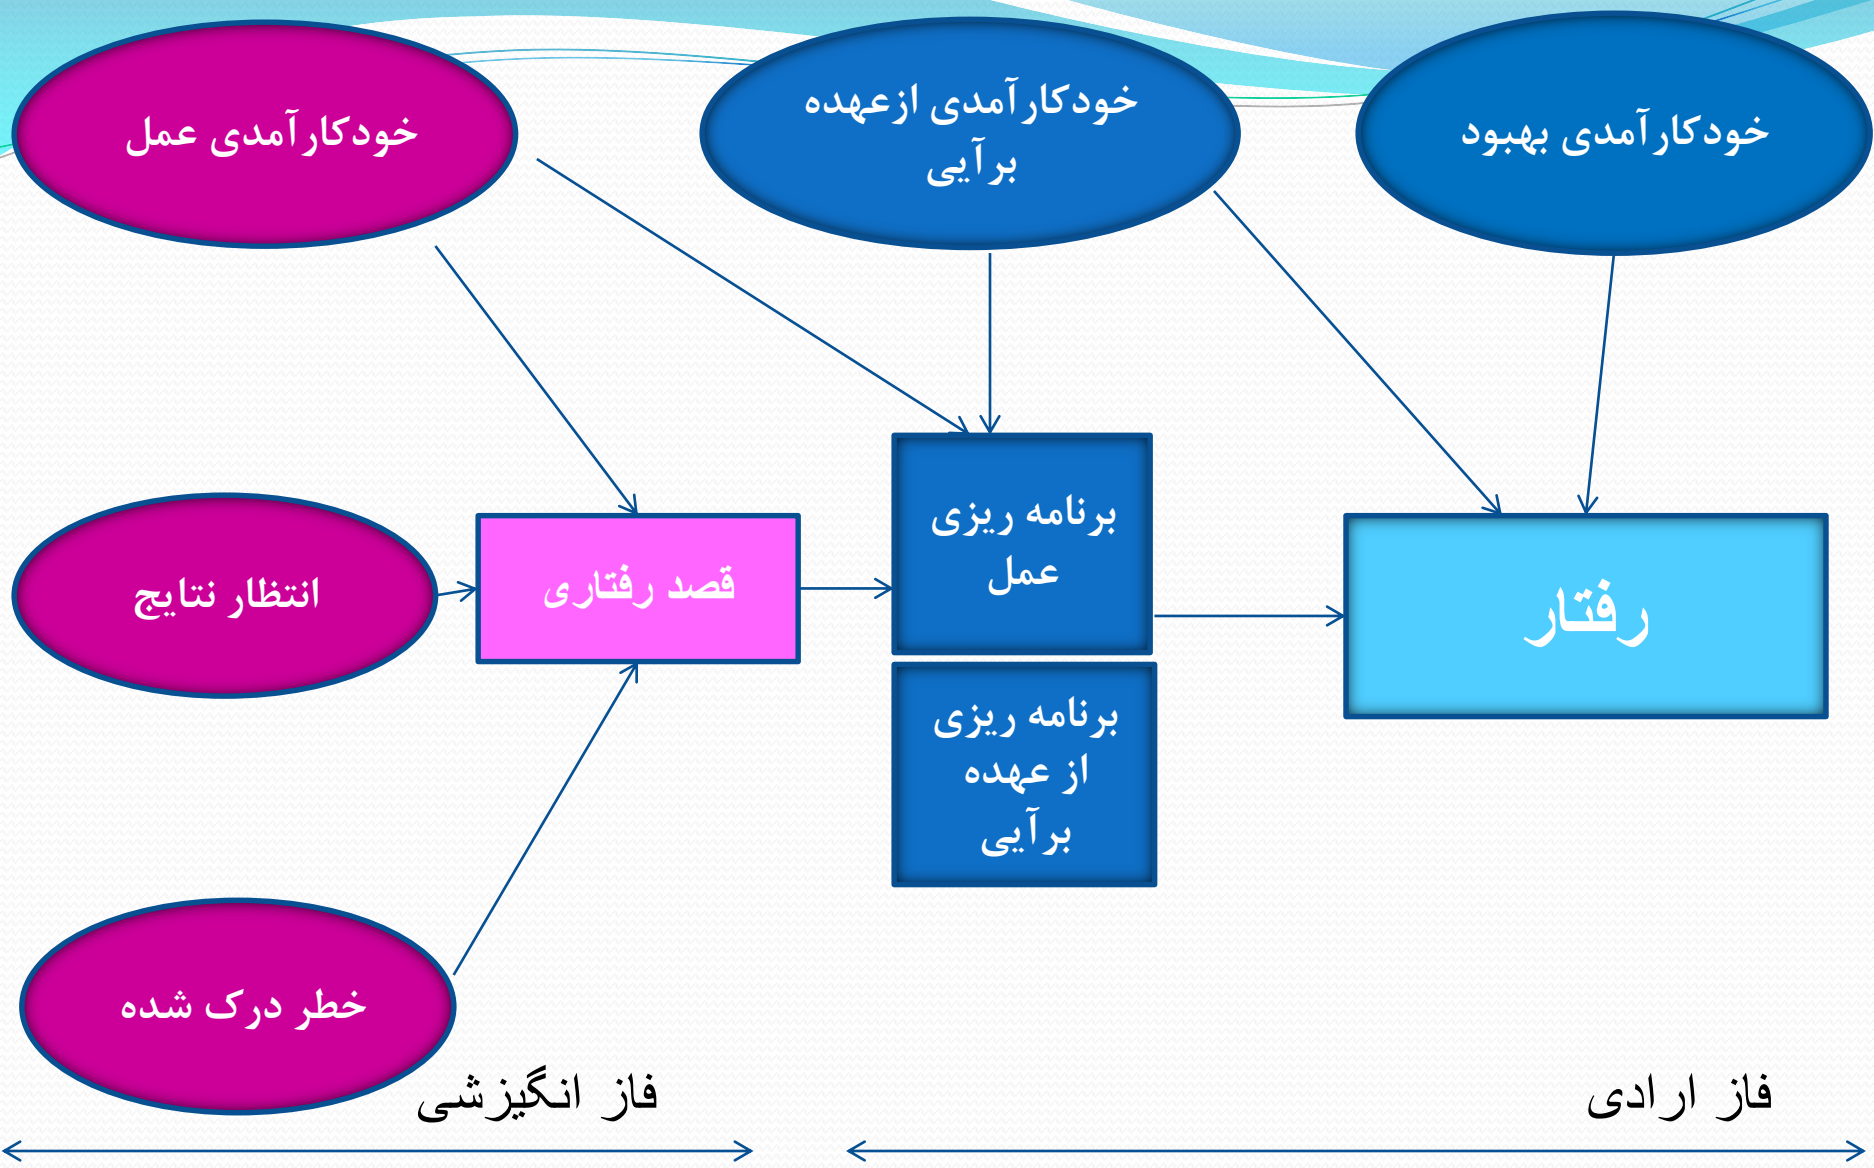 خودکارآمدی بهبود
خودکارآمدی ازعهده
برآیی
خودکارآمدی عمل
برنامه ریزی
عمل
رفتار
قصد رفتاری
انتظار نتایج
برنامه ریزی
از عهده
برآیی
خطر درک شده
فاز ارادی
فاز انگیزشی